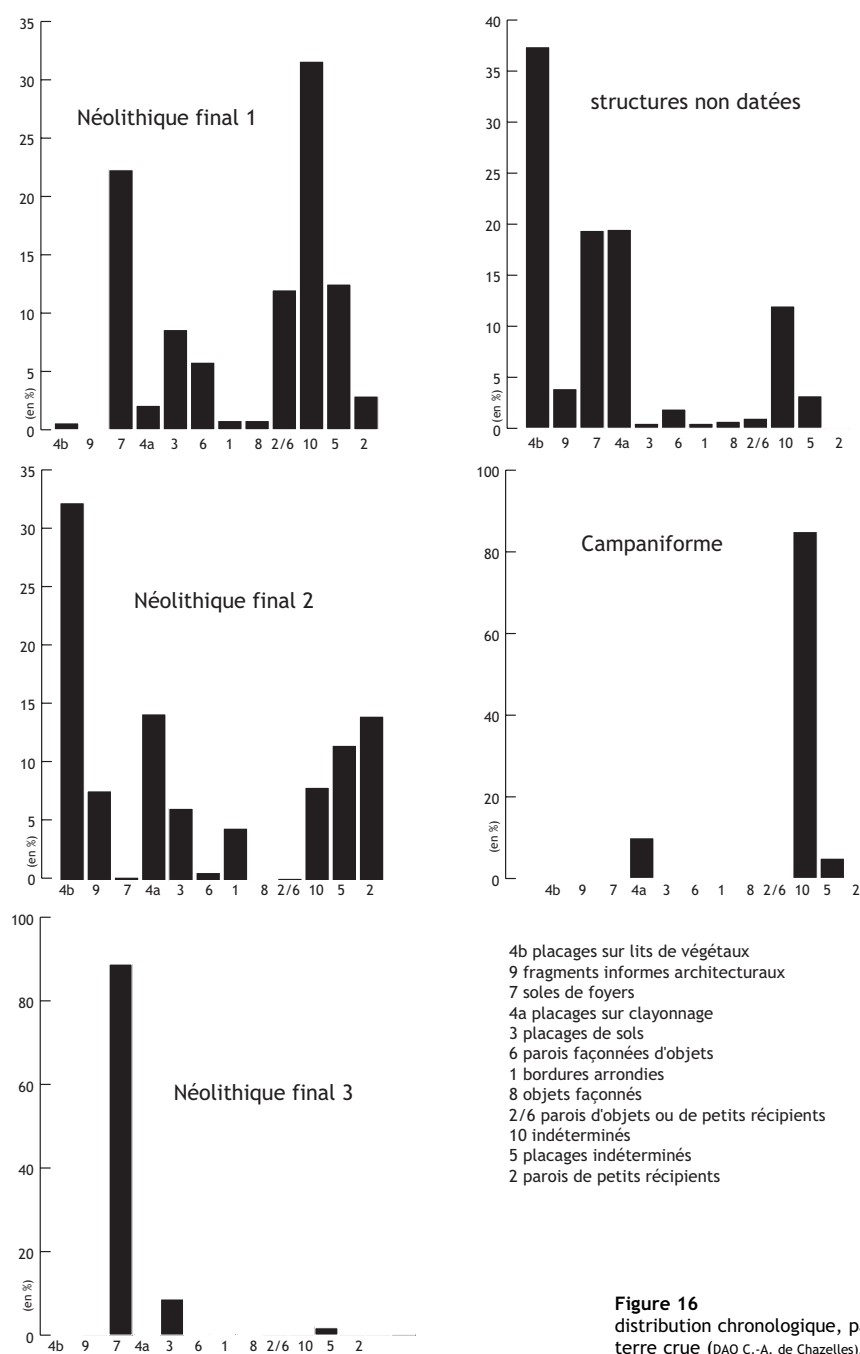 35
30
25
20
15
10
5
0
(en %)
Néolithique final 1
4b 9 7 4a 3 6 1 8 2/6 10 5 2
40
35
30
25
20
15
10
5
0
(en %)
structures non datées
4b 9 7 4a 3 6 1 8 2/6 10 5 2
35
30
25
20
15
10
5
0
(en %)
Néolithique final 2
4b 9 7 4a 3 6 1 8 2/6 10 5 2
100
80
60
40
20
0
(en %)
Campaniforme
4b 9 7 4a 3 6 1 8 2/6 10 5 2
100
80
60
40
20
0
(en %)
Néolithique final 3
4b 9 7 4a 3 6 1 8 2/6 10 5 2
4b placages sur lits de végétaux
9 fragments informes architecturaux
7 soles de foyers
4a placages sur clayonnage
3 placages de sols
6 parois façonnées d'objets
1 bordures arrondies
8 objets façonnés
2/6 parois d'objets ou de petits récipients
10 indéterminés
5 placages indéterminés
2 parois de petits récipients
Figure 16
distribution chronologique,
terre crue (DAO C.-A. de Chazelles)